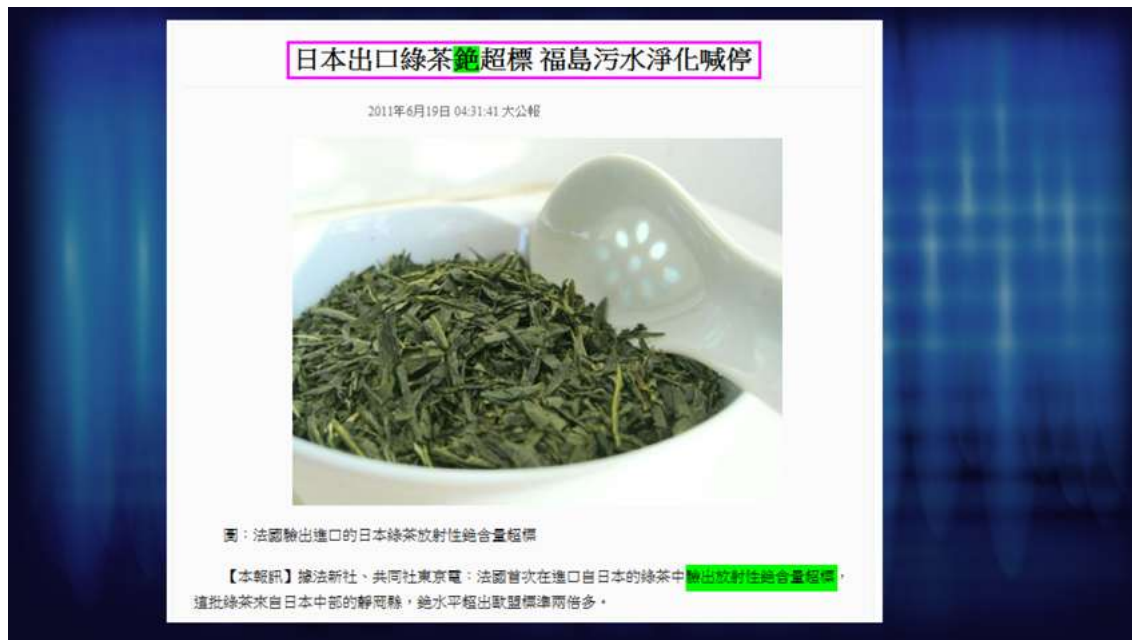 日本出口綠茶銫超標 福島污水淨化喊停
2011年6月19日 04:31:41 大公報
圖：法國驗出進口的日本綠茶放射性銫含量超標
【本報訊】據法新社、共同社東京電：法國首次在進口自日本的綠茶中驗出放射性銫含量超標，
這批綠茶來自日本中部的靜岡縣，銫水平超出歐盟標準兩倍多。